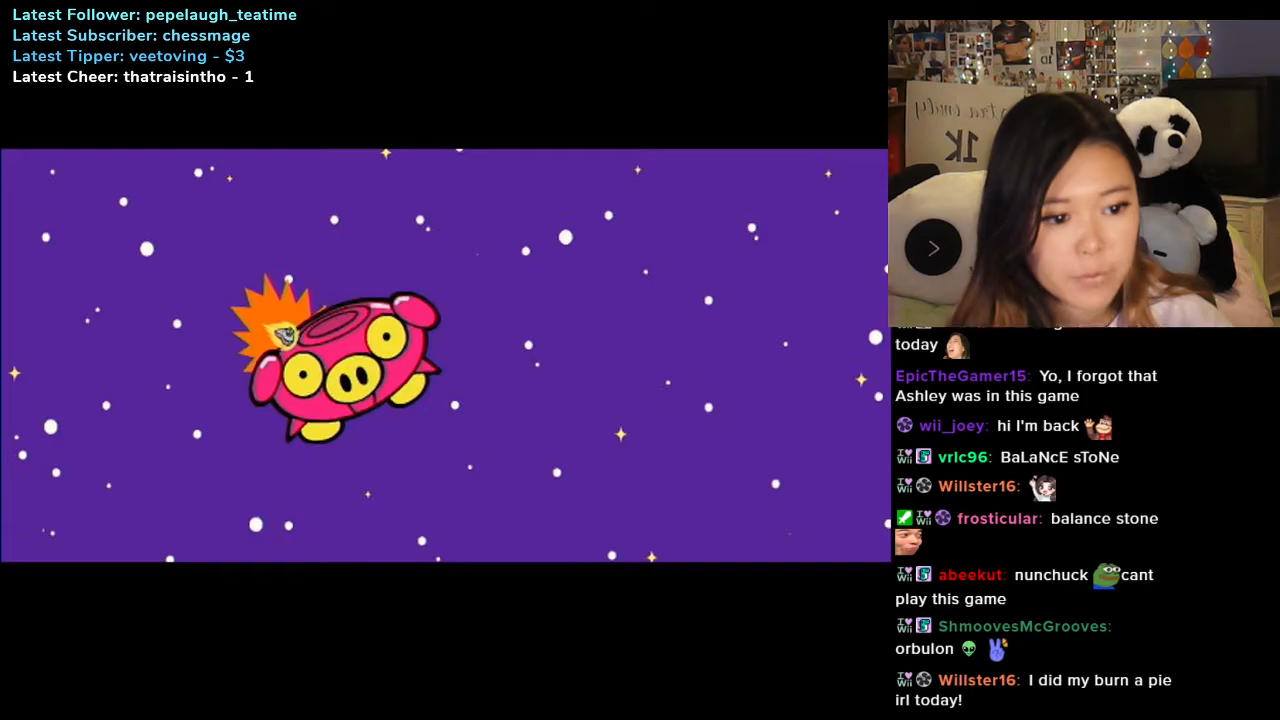 Latest Follower: pepelaugh_teatime
Latest Subscriber: chessmage
Latest Tipper: veetoving - $3
Latest Cheer: thatraisintho - 1
1K
today
EpicTheGamer15: Yo, I forgot that
Ashley was in this game
wii_joey: hi I'm back
vrlc96: BaLaNcE sToNe
Willster16:
frosticular: balance stone
abeekut: nunchuck cant
play this game
ShmoovesMcGrooves:
orbulon
Willster16: I did my burn a pie
irl today!